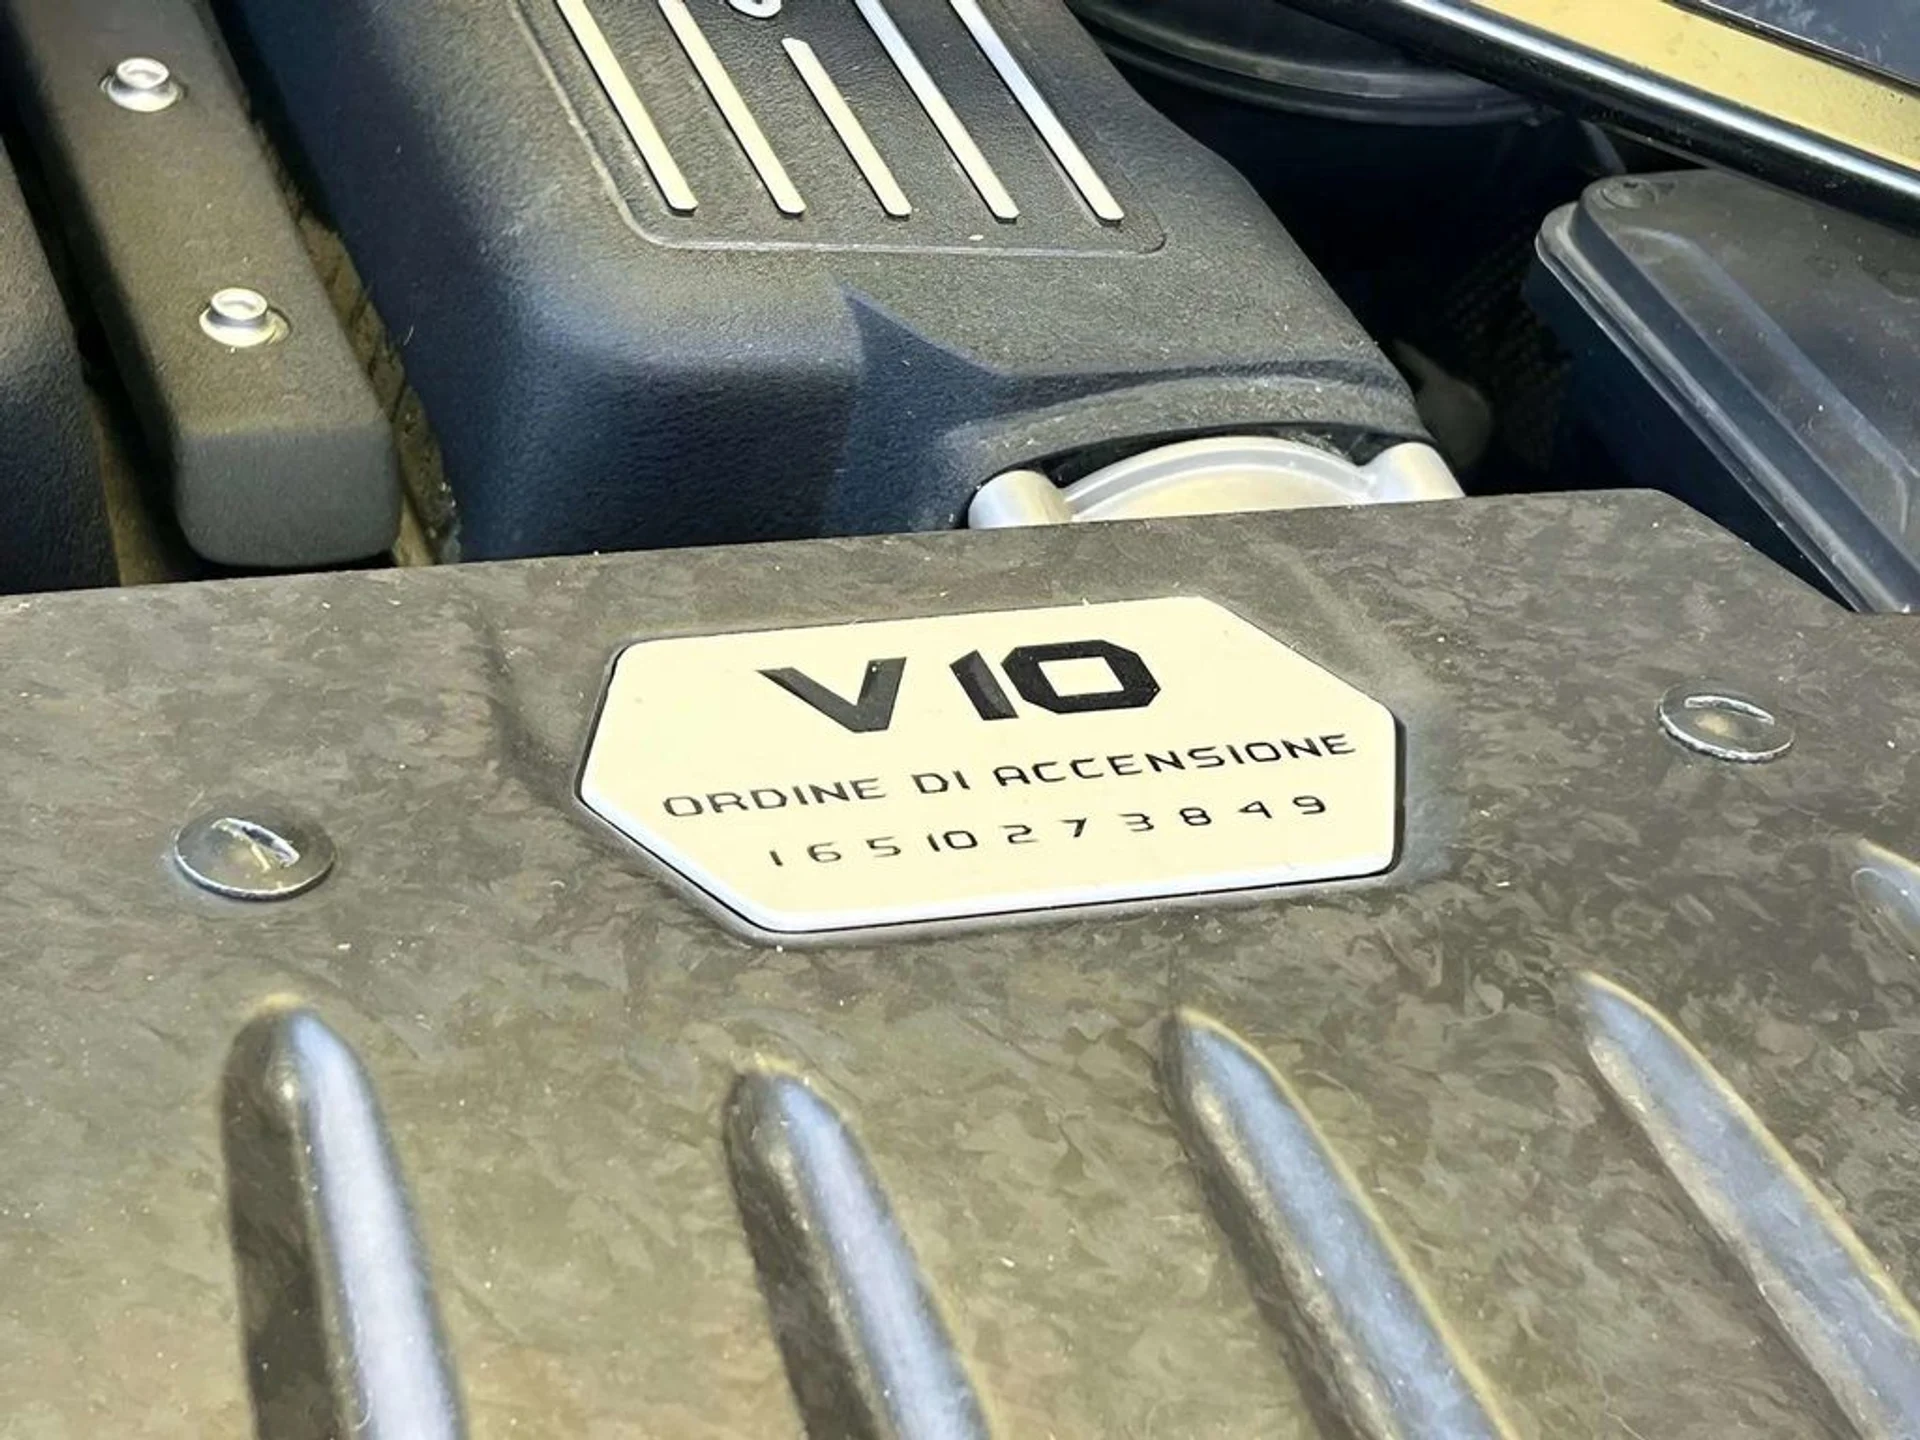 V10
ORDINE DI ACCENSIONE
1 6 5 10 2 7 3 8 4 9